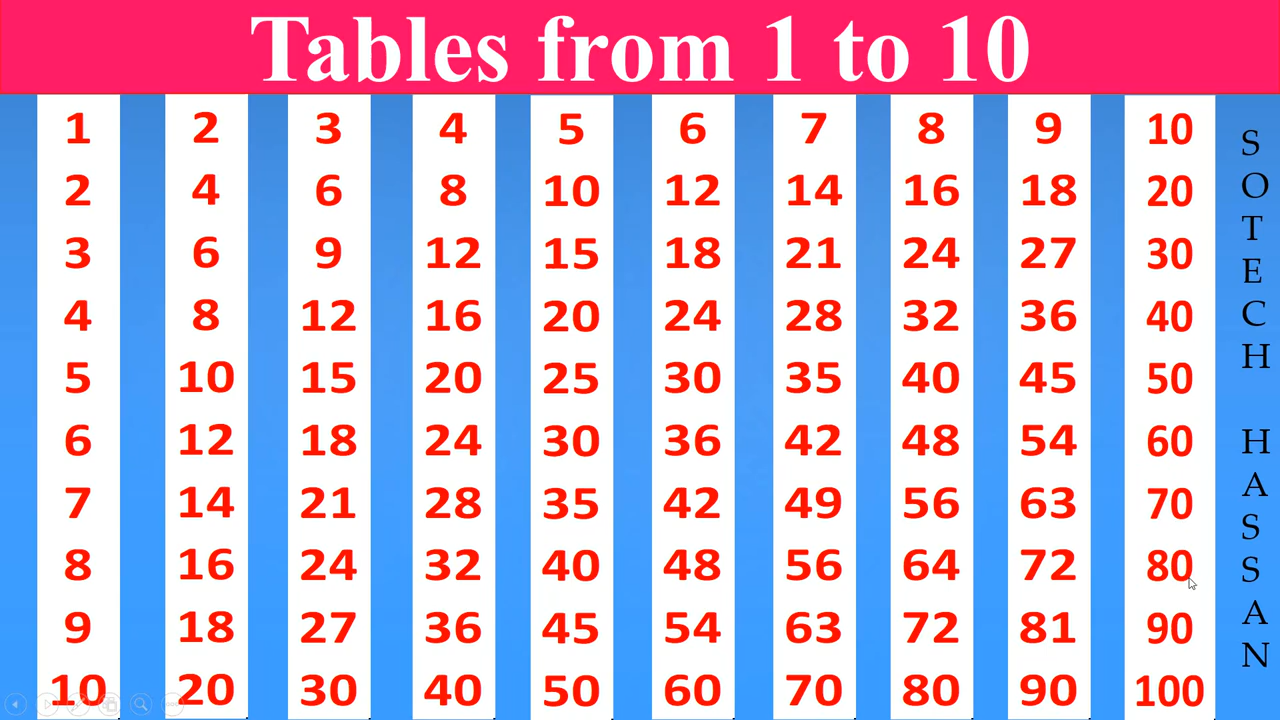 Tables from 1 to 10
1 2 3 4 5 6 7 8 9 10
2 4 6 8 10 12 14 16 18 20
3 6 9 12 15 18 21 24 27 30
4 8 12 16 20 24 28 32 36 40
5 10 15 20 25 30 35 40 45 50
6 12 18 24 30 36 42 48 54 60
7 14 21 28 35 42 49 56 63 70
8 16 24 32 40 48 56 64 72 80
9 18 27 36 45 54 63 72 81 90
10 20 30 40 50 60 70 80 90 100
SOTECH HASSAN